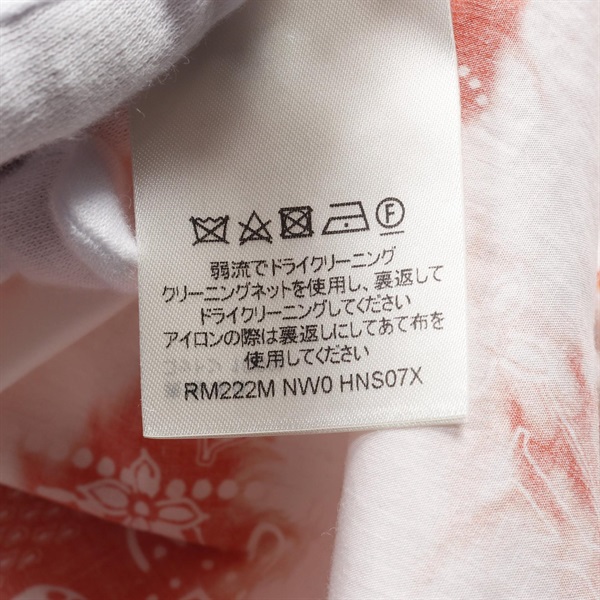 F
弱流でドライクリーニング
クリーニングネットを使用し、裏返して
ドライクリーニングしてください
アイロンの際は裏返しにしてあて布を
使用してください
RM222M NW0 HNS07X